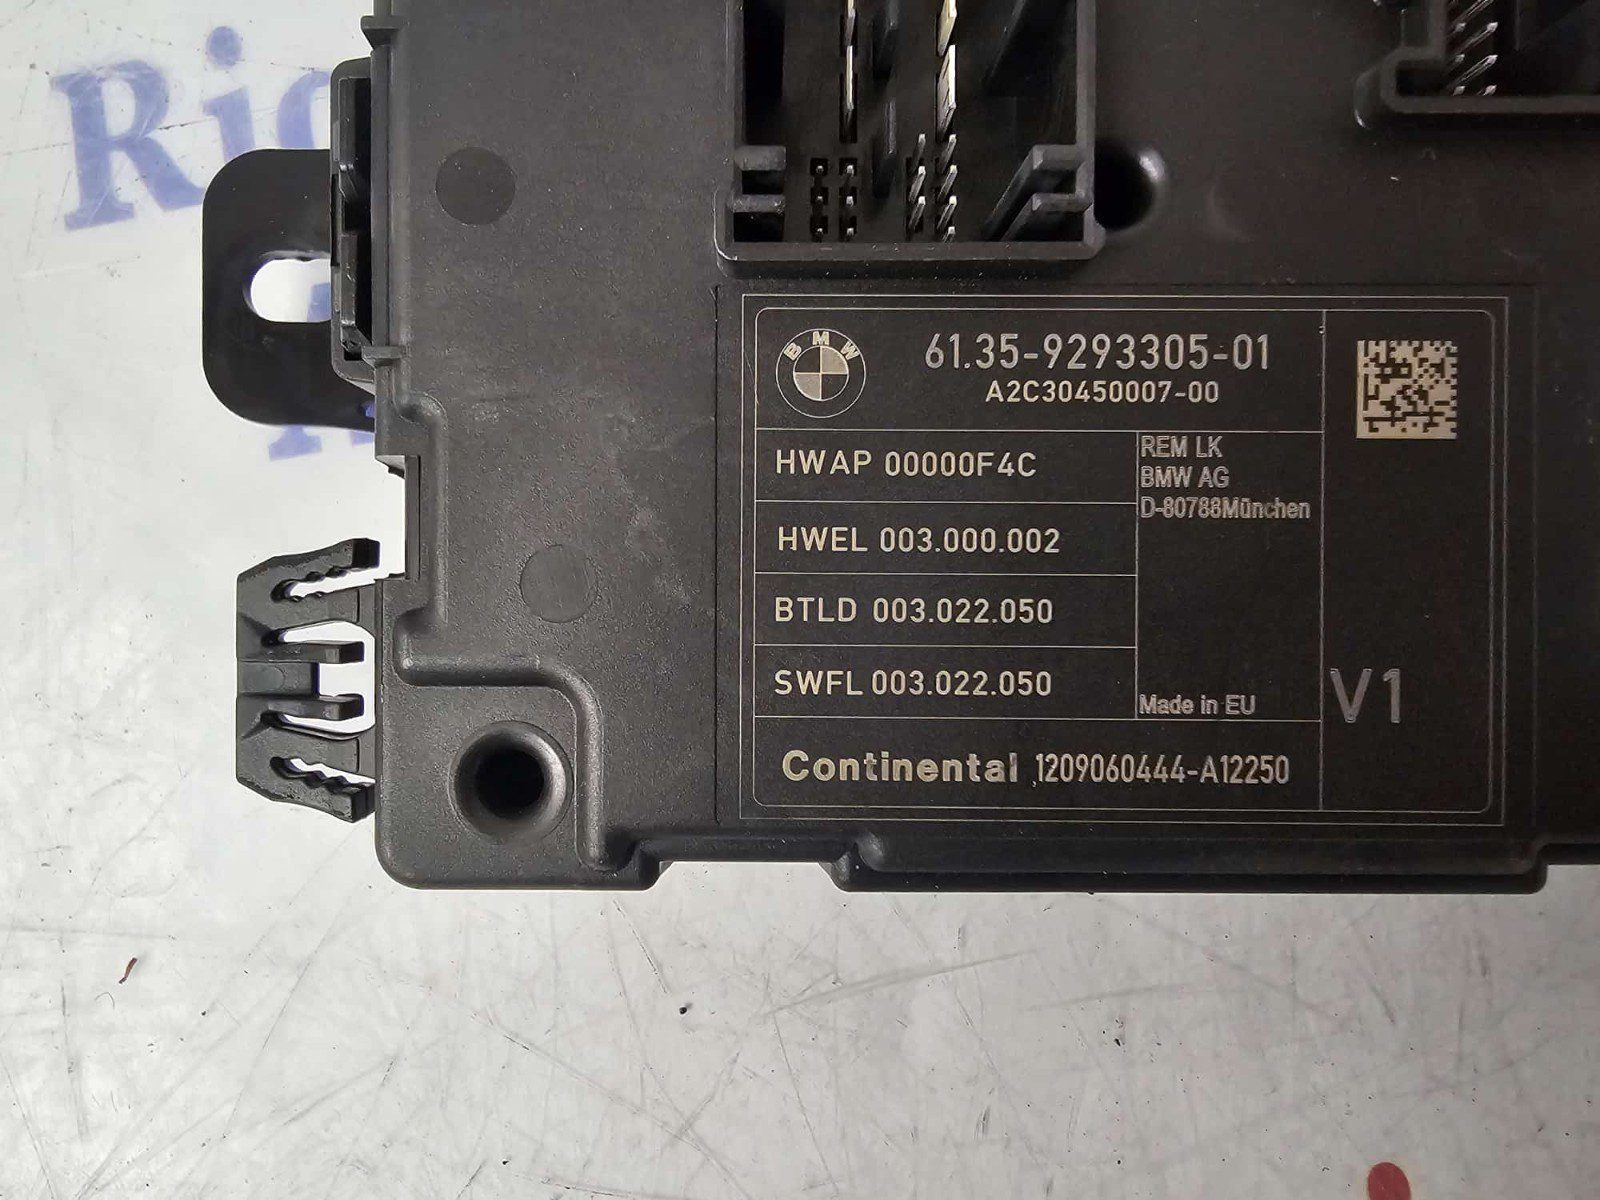 BMW
61.35-9293305-01
A2C30450007-00
HWAP 00000F4C
REM LK
BMW AG
D-80788München
HWEL 003.000.002
BTLD 003.022.050
SWFL 003.022.050
Made in EU
V1
Continental 1209060444-A12250